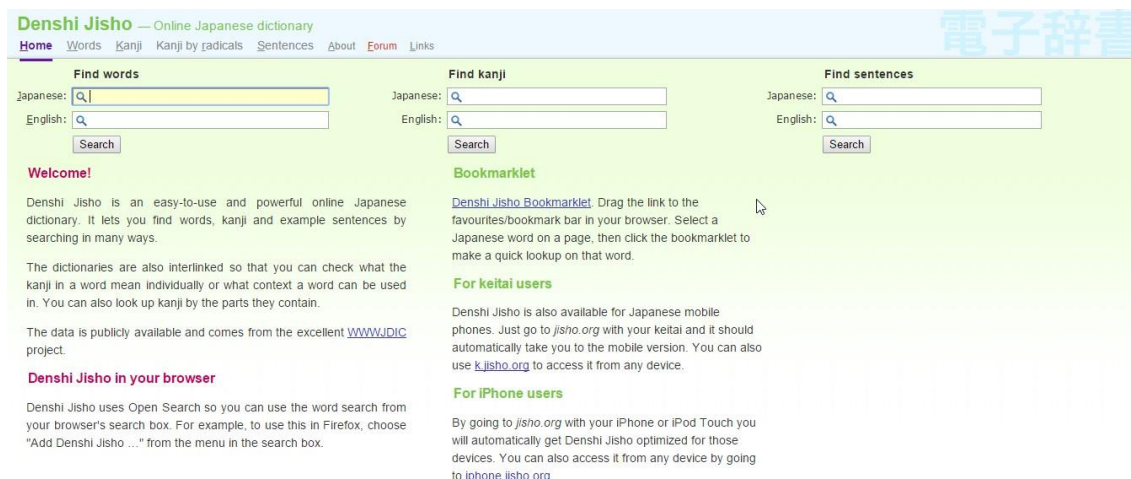 Denshi Jisho — Online Japanese dictionary
電子辞書
Home Words Kanji Kanji by radicals Sentences About Forum Links
Find words
Japanese:
English:
Search
Find kanji
Japanese:
English:
Search
Find sentences
Japanese:
English:
Search
Welcome!
Denshi Jisho is an easy-to-use and powerful online Japanese
dictionary. It lets you find words, kanji and example sentences by
searching in many ways.
The dictionaries are also interlinked so that you can check what the
kanji in a word mean individually or what context a word can be used
in. You can also look up kanji by the parts they contain.
The data is publicly available and comes from the excellent WWWJDIC
project.
Denshi Jisho in your browser
Denshi Jisho uses Open Search so you can use the word search from
your browser's search box. For example, to use this in Firefox, choose
"Add Denshi Jisho ..." from the menu in the search box.
Bookmarklet
Denshi Jisho Bookmarklet. Drag the link to the
favourites/bookmark bar in your browser. Select a
Japanese word on a page, then click the bookmarklet to
make a quick lookup on that word.
For keitai users
Denshi Jisho is also available for Japanese mobile
phones. Just go to jisho.org with your keitai and it should
automatically take you to the mobile version. You can also
use k.jisho.org to access it from any device.
For iPhone users
By going to jisho.org with your iPhone or iPod Touch you
will automatically get Denshi Jisho optimized for those
devices. You can also access it from any device by going
to iphone.jisho.org